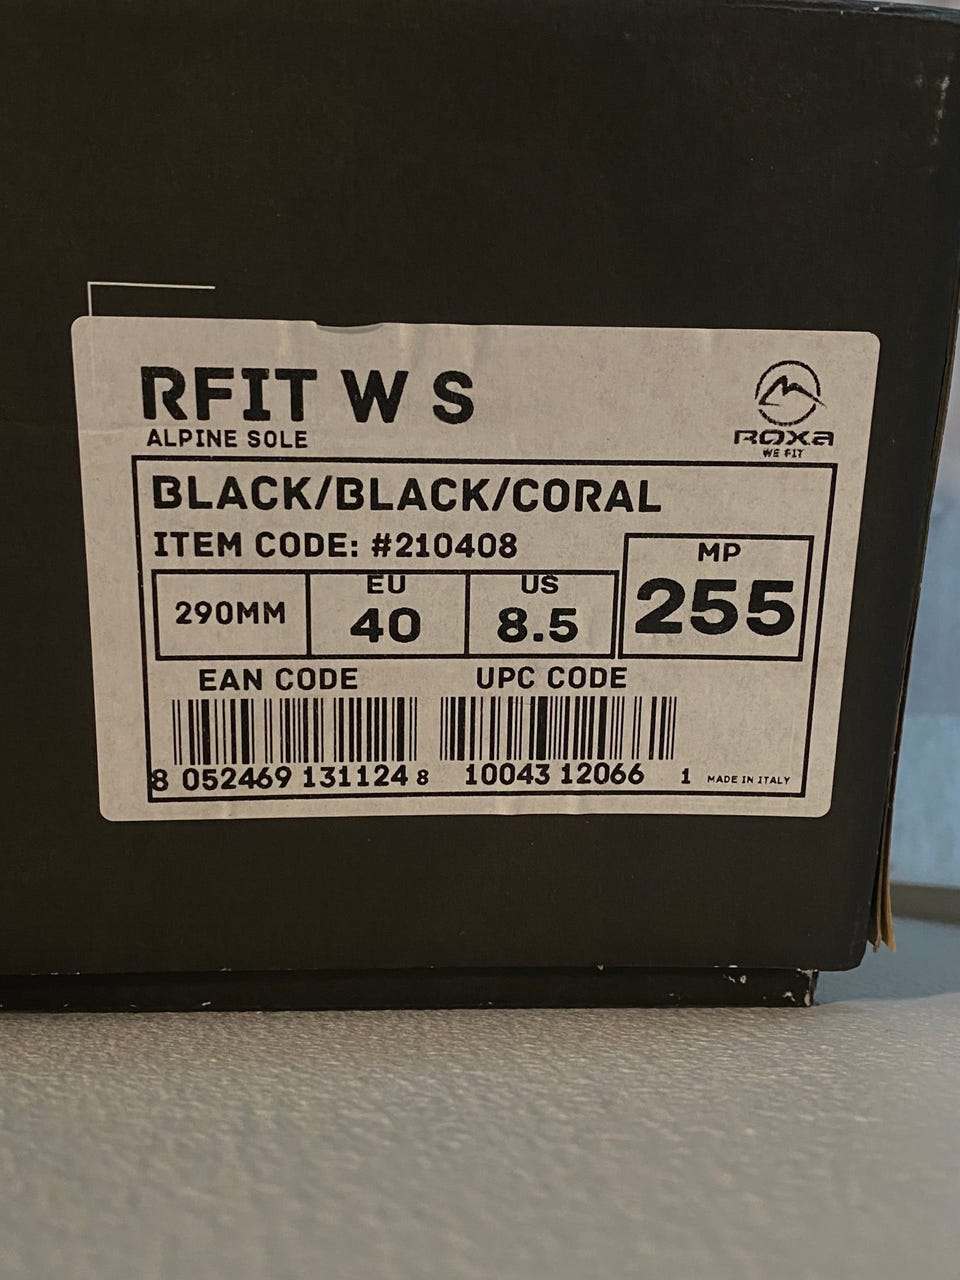 RFIT W S
ALPINE SOLE
ROXA
WE FIT
BLACK/BLACK/CORAL
ITEM CODE: #210408
290MM
EU
40
US
8.5
MP
255
EAN CODE
UPC CODE
8 052469 131124
8 10043 12066 1
MADE IN ITALY